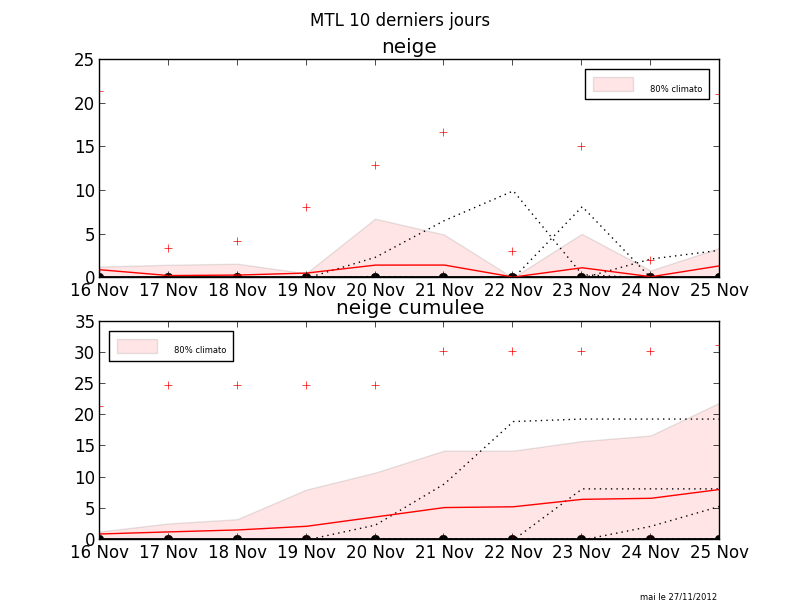 MTL 10 derniers jours
neige
25
20
15
10
5
0
80% climato
16 Nov 17 Nov 18 Nov 19 Nov 20 Nov 21 Nov 22 Nov 23 Nov 24 Nov 25 Nov
neige cumulee
35
30
25
20
15
10
5
0
80% climato
16 Nov 17 Nov 18 Nov 19 Nov 20 Nov 21 Nov 22 Nov 23 Nov 24 Nov 25 Nov
maj le 27/11/2012